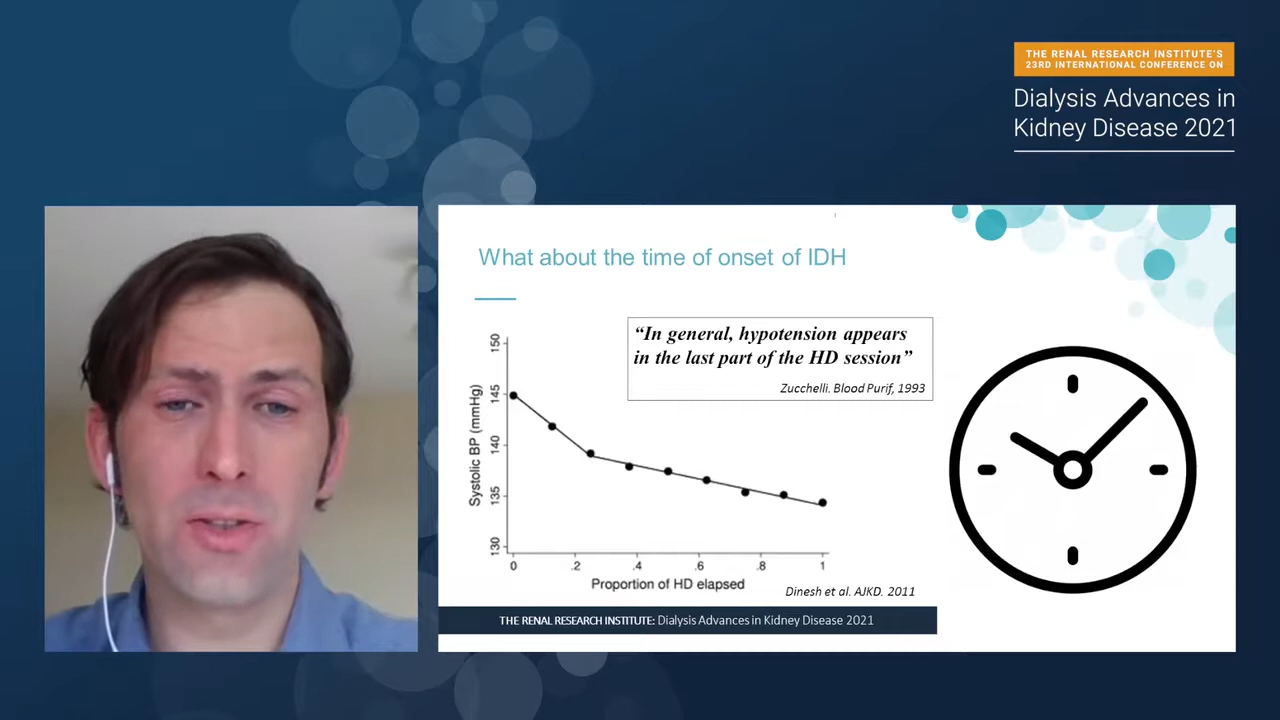 THE RENAL RESEARCH INSTITUTE'S
23RD INTERNATIONAL CONFERENCE ON
Dialysis Advances in
Kidney Disease 2021
What about the time of onset of IDH
“In general, hypotension appears
in the last part of the HD session”
Zucchelli. Blood Purif, 1993
Systolic BP (mmHg)
150
145
140
135
130
0 .2 .4 .6 .8 1
Proportion of HD elapsed
Dinesh et al. AJKD. 2011
THE RENAL RESEARCH INSTITUTE: Dialysis Advances in Kidney Disease 2021